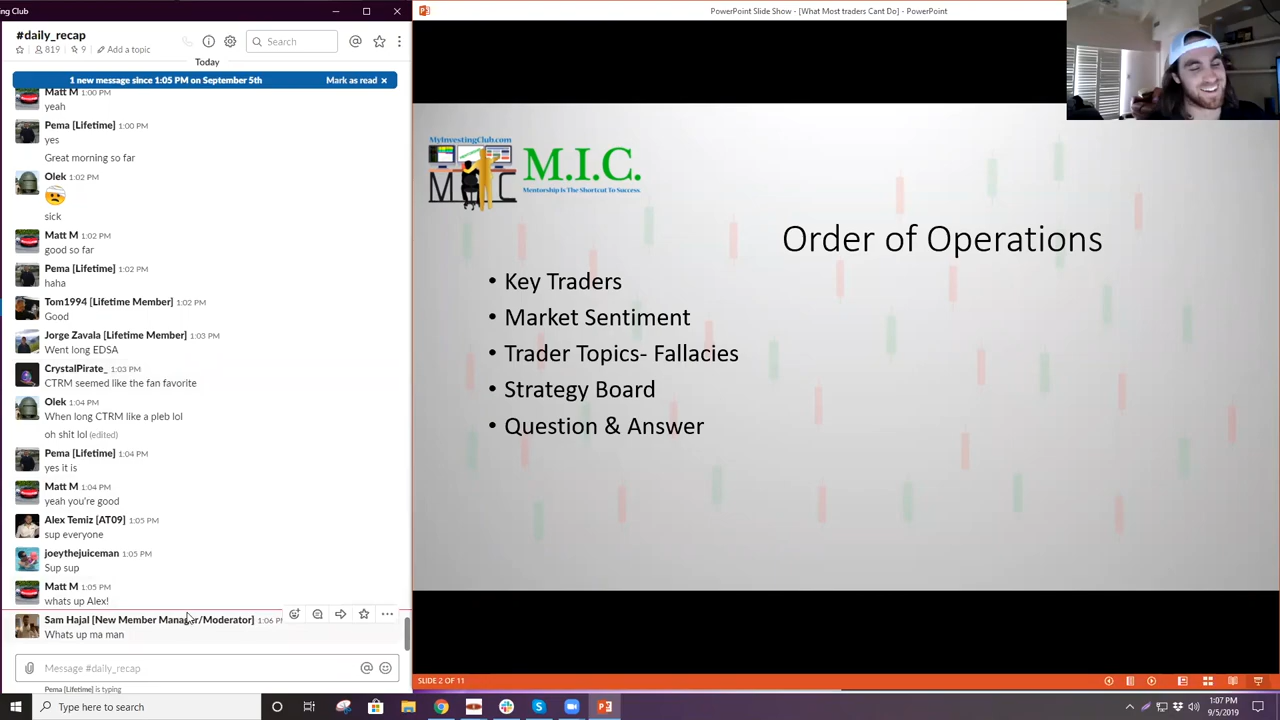 ng Club
#daily_recap
819
9
Add a topic
Search
Today
1 new message since 1:05 PM on September 5th
Mark as read ×
Matt M 1:00 PM
yeah
Pema [Lifetime] 1:00 PM
yes
Great morning so far
Olek 1:02 PM
sick
Matt M 1:02 PM
good so far
Pema [Lifetime] 1:02 PM
haha
Tom1994 [Lifetime Member] 1:02 PM
Good
Jorge Zavala [Lifetime Member] 1:03 PM
Went long EDSA
CrystalPirate_ 1:03 PM
CTRM seemed like the fan favorite
Olek 1:04 PM
When long CTRM like a pleb lol
oh shit lol (edited)
Pema [Lifetime] 1:04 PM
yes it is
Matt M 1:04 PM
yeah you're good
Alex Temiz [AT09] 1:05 PM
sup everyone
joeythejuiceman 1:05 PM
Sup sup
Matt M 1:05 PM
whats up Alex!
Sam Hajal [New Member Manager/Moderator] 1:06 P
Whats up ma man
Message #daily_recap
Pema [Lifetime] is typing
PowerPoint Slide Show - [What Most traders Cant Do] - PowerPoint
MyInvestingClub.com
MIC
M.I.C.
Mentorship Is The Shortcut To Success
Order of Operations
• Key Traders
• Market Sentiment
• Trader Topics- Fallacies
• Strategy Board
• Question & Answer
SLIDE 2 OF 11
Type here to search
1:07 PM
9/5/2019